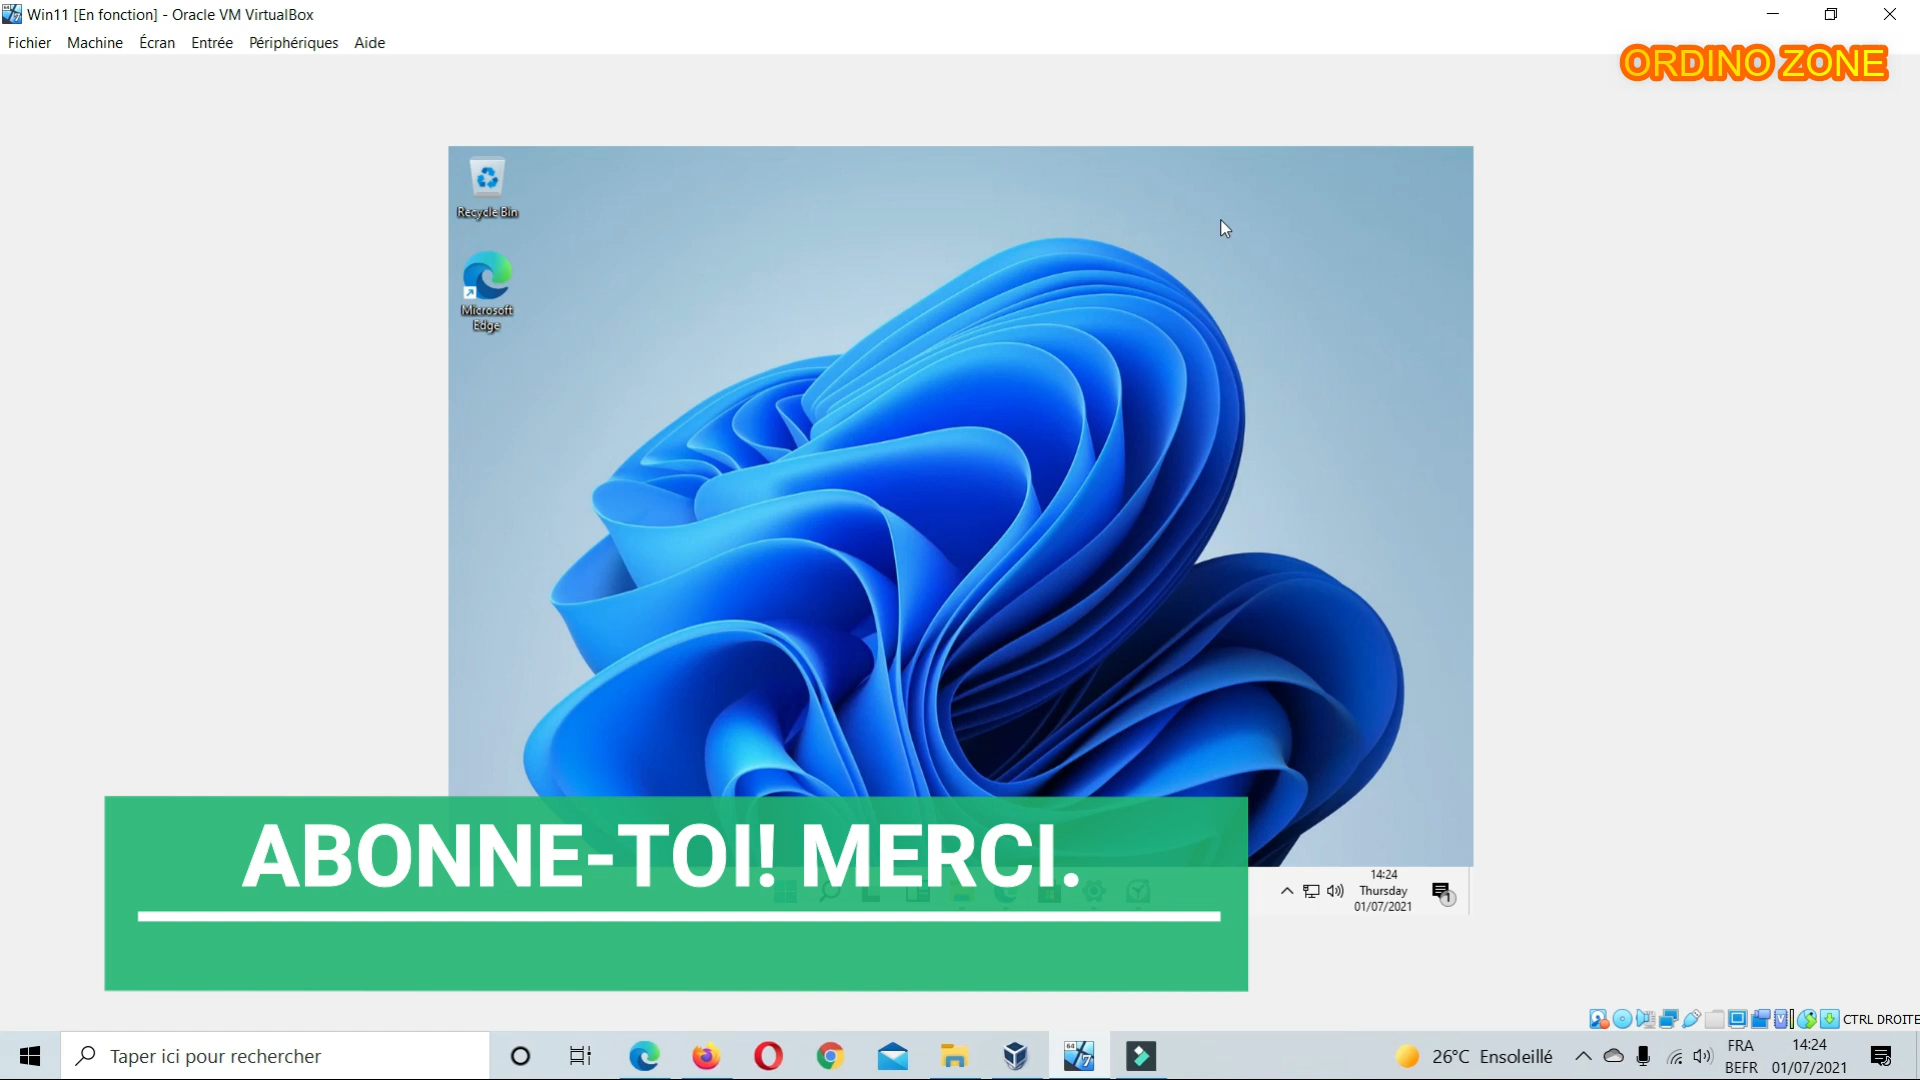 Win11 [En fonction] - Oracle VM VirtualBox
Fichier Machine Écran Entrée Périphériques Aide
ORDINO ZONE
Recycle Bin
Microsoft
Edge
ABONNE-TOI! MERCI.
14:24
Thursday
01/07/2021
1
CTRL DROITE
Taper ici pour rechercher
64
26°C Ensoleillé
FRA
BEFR
14:24
01/07/2021